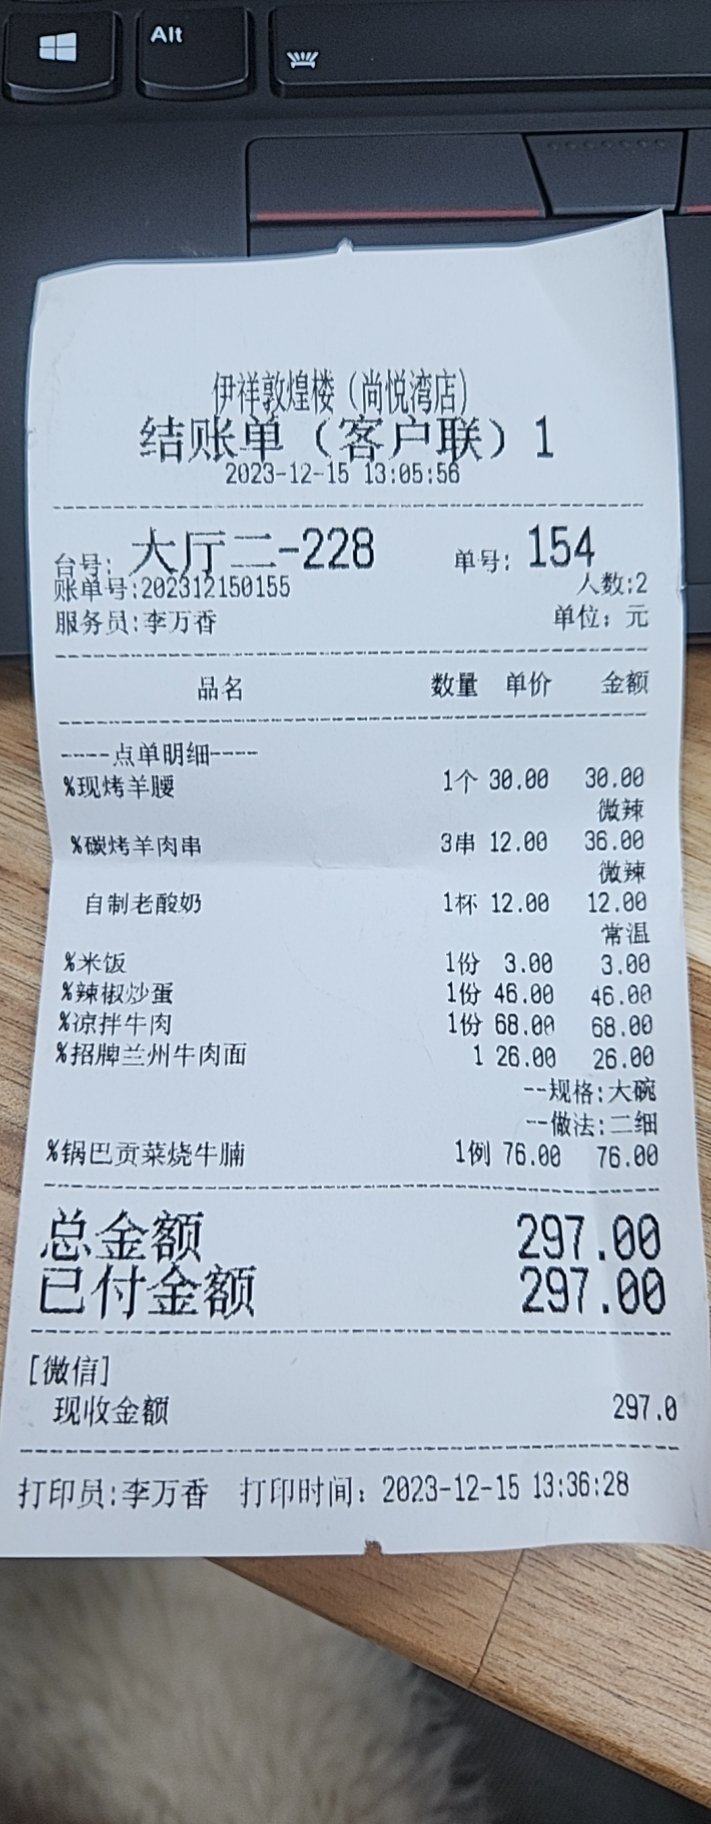 Alt
伊祥敦煌楼（尚悦湾店）
结账单（客户联）1
2023-12-15 13:05:56
台号: 大厅二-228 单号: 154
账单号:202312150155 人数:2
服务员:李万香 单位: 元
品名 数量 单价 金额
----点单明细----
%现烤羊腰 1个 30.00 30.00
微辣
%碳烤羊肉串 3串 12.00 36.00
微辣
自制老酸奶 1杯 12.00 12.00
常温
%米饭 1份 3.00 3.00
%辣椒炒蛋 1份 46.00 46.00
%凉拌牛肉 1份 68.00 68.00
%招牌兰州牛肉面 1 26.00 26.00
--规格:大碗
--做法:二细
%锅巴贡菜烧牛腩 1例 76.00 76.00
总金额 297.00
已付金额 297.00
[微信]
现收金额 297.0
打印员:李万香 打印时间: 2023-12-15 13:36:28